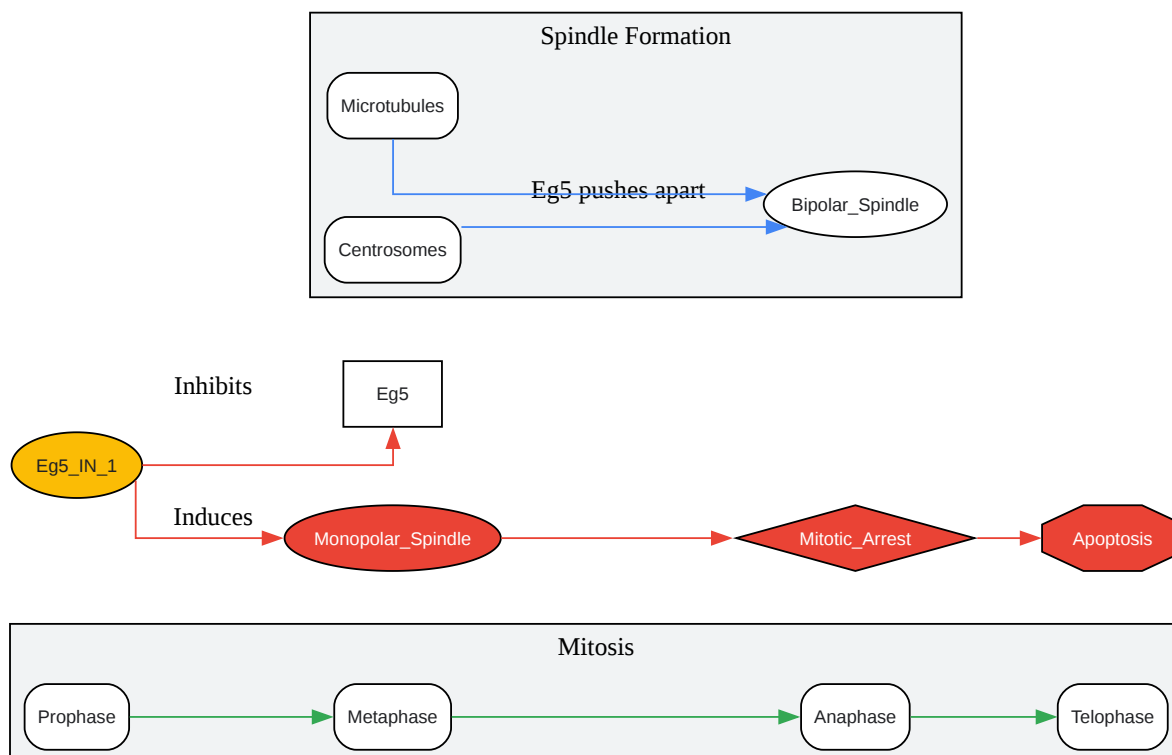 Spindle Formation
Microtubules
Eg5 pushes apart
Bipolar_Spindle
Centrosomes
Inhibits
Eg5
Eg5_IN_1
Induces
Monopolar_Spindle
Mitotic_Arrest
Apoptosis
Mitosis
Prophase
Metaphase
Anaphase
Telophase